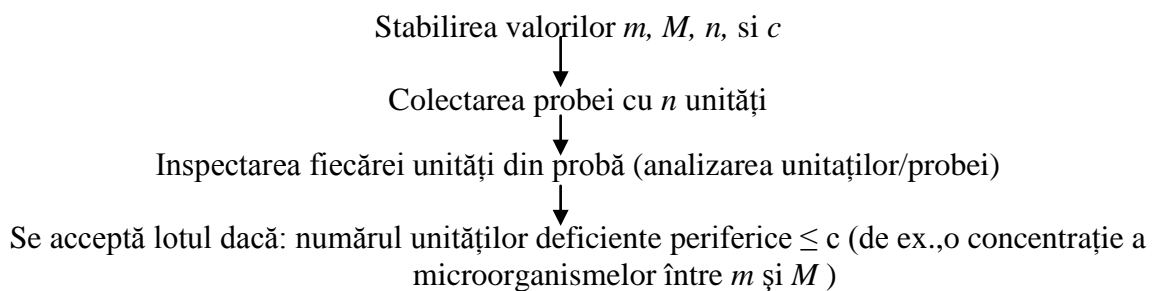 Stabilirea valorilor m, M, n, si c
Colectarea probei cu n unități
Inspectarea fiecărei unități din probă (analizarea unitaților/probei)
Se acceptă lotul dacă: numărul unităților deficiente periferice ≤ c (de ex.,o concentrație a
microorganismelor între m și M )